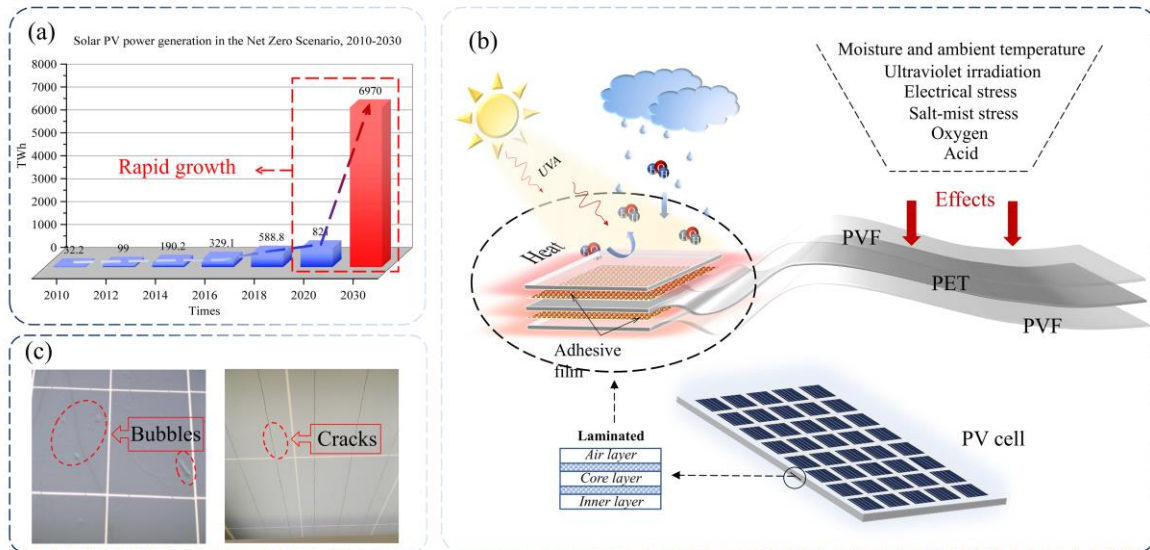 (a)
Solar PV power generation in the Net Zero Scenario, 2010-2030
8000
7000
6000
5000
4000
3000
2000
1000
0
TWh
32.2
99
190.2
329.1
588.8
6970
Rapid growth
2010
2012
2014
2016
2018
2020
2030
Times
(b)
UVA
Heat
Adhesive
film
Moisture and ambient temperature
Ultraviolet irradiation
Electrical stress
Salt-mist stress
Oxygen
Acid
Effects
PVF
PET
PVF
Laminated
Air layer
Core layer
Inner layer
PV cell
(c)
Bubbles
Cracks